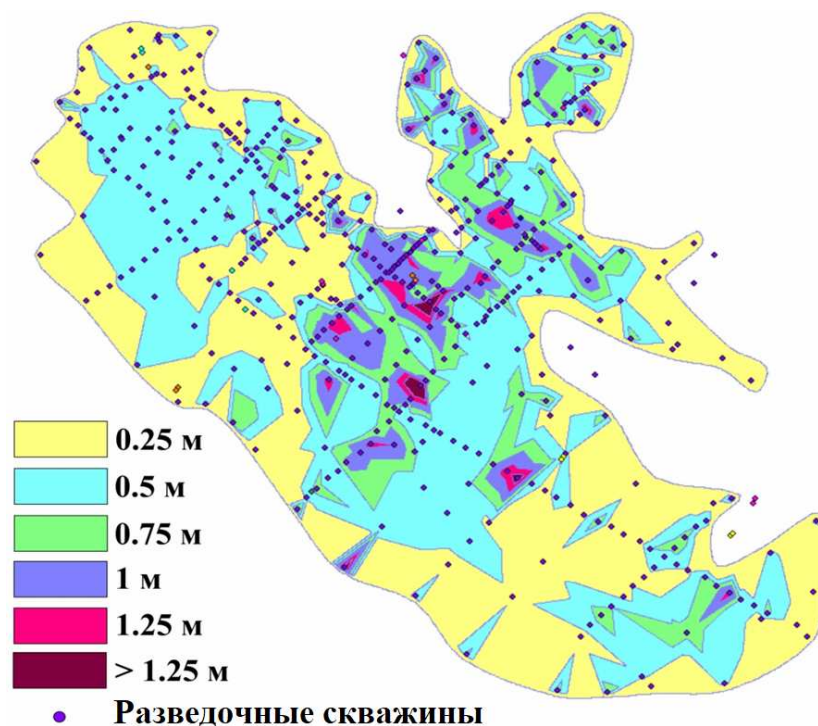 0.25 м
0.5 м
0.75 м
1 м
1.25 м
> 1.25 м
Разведочные скважины